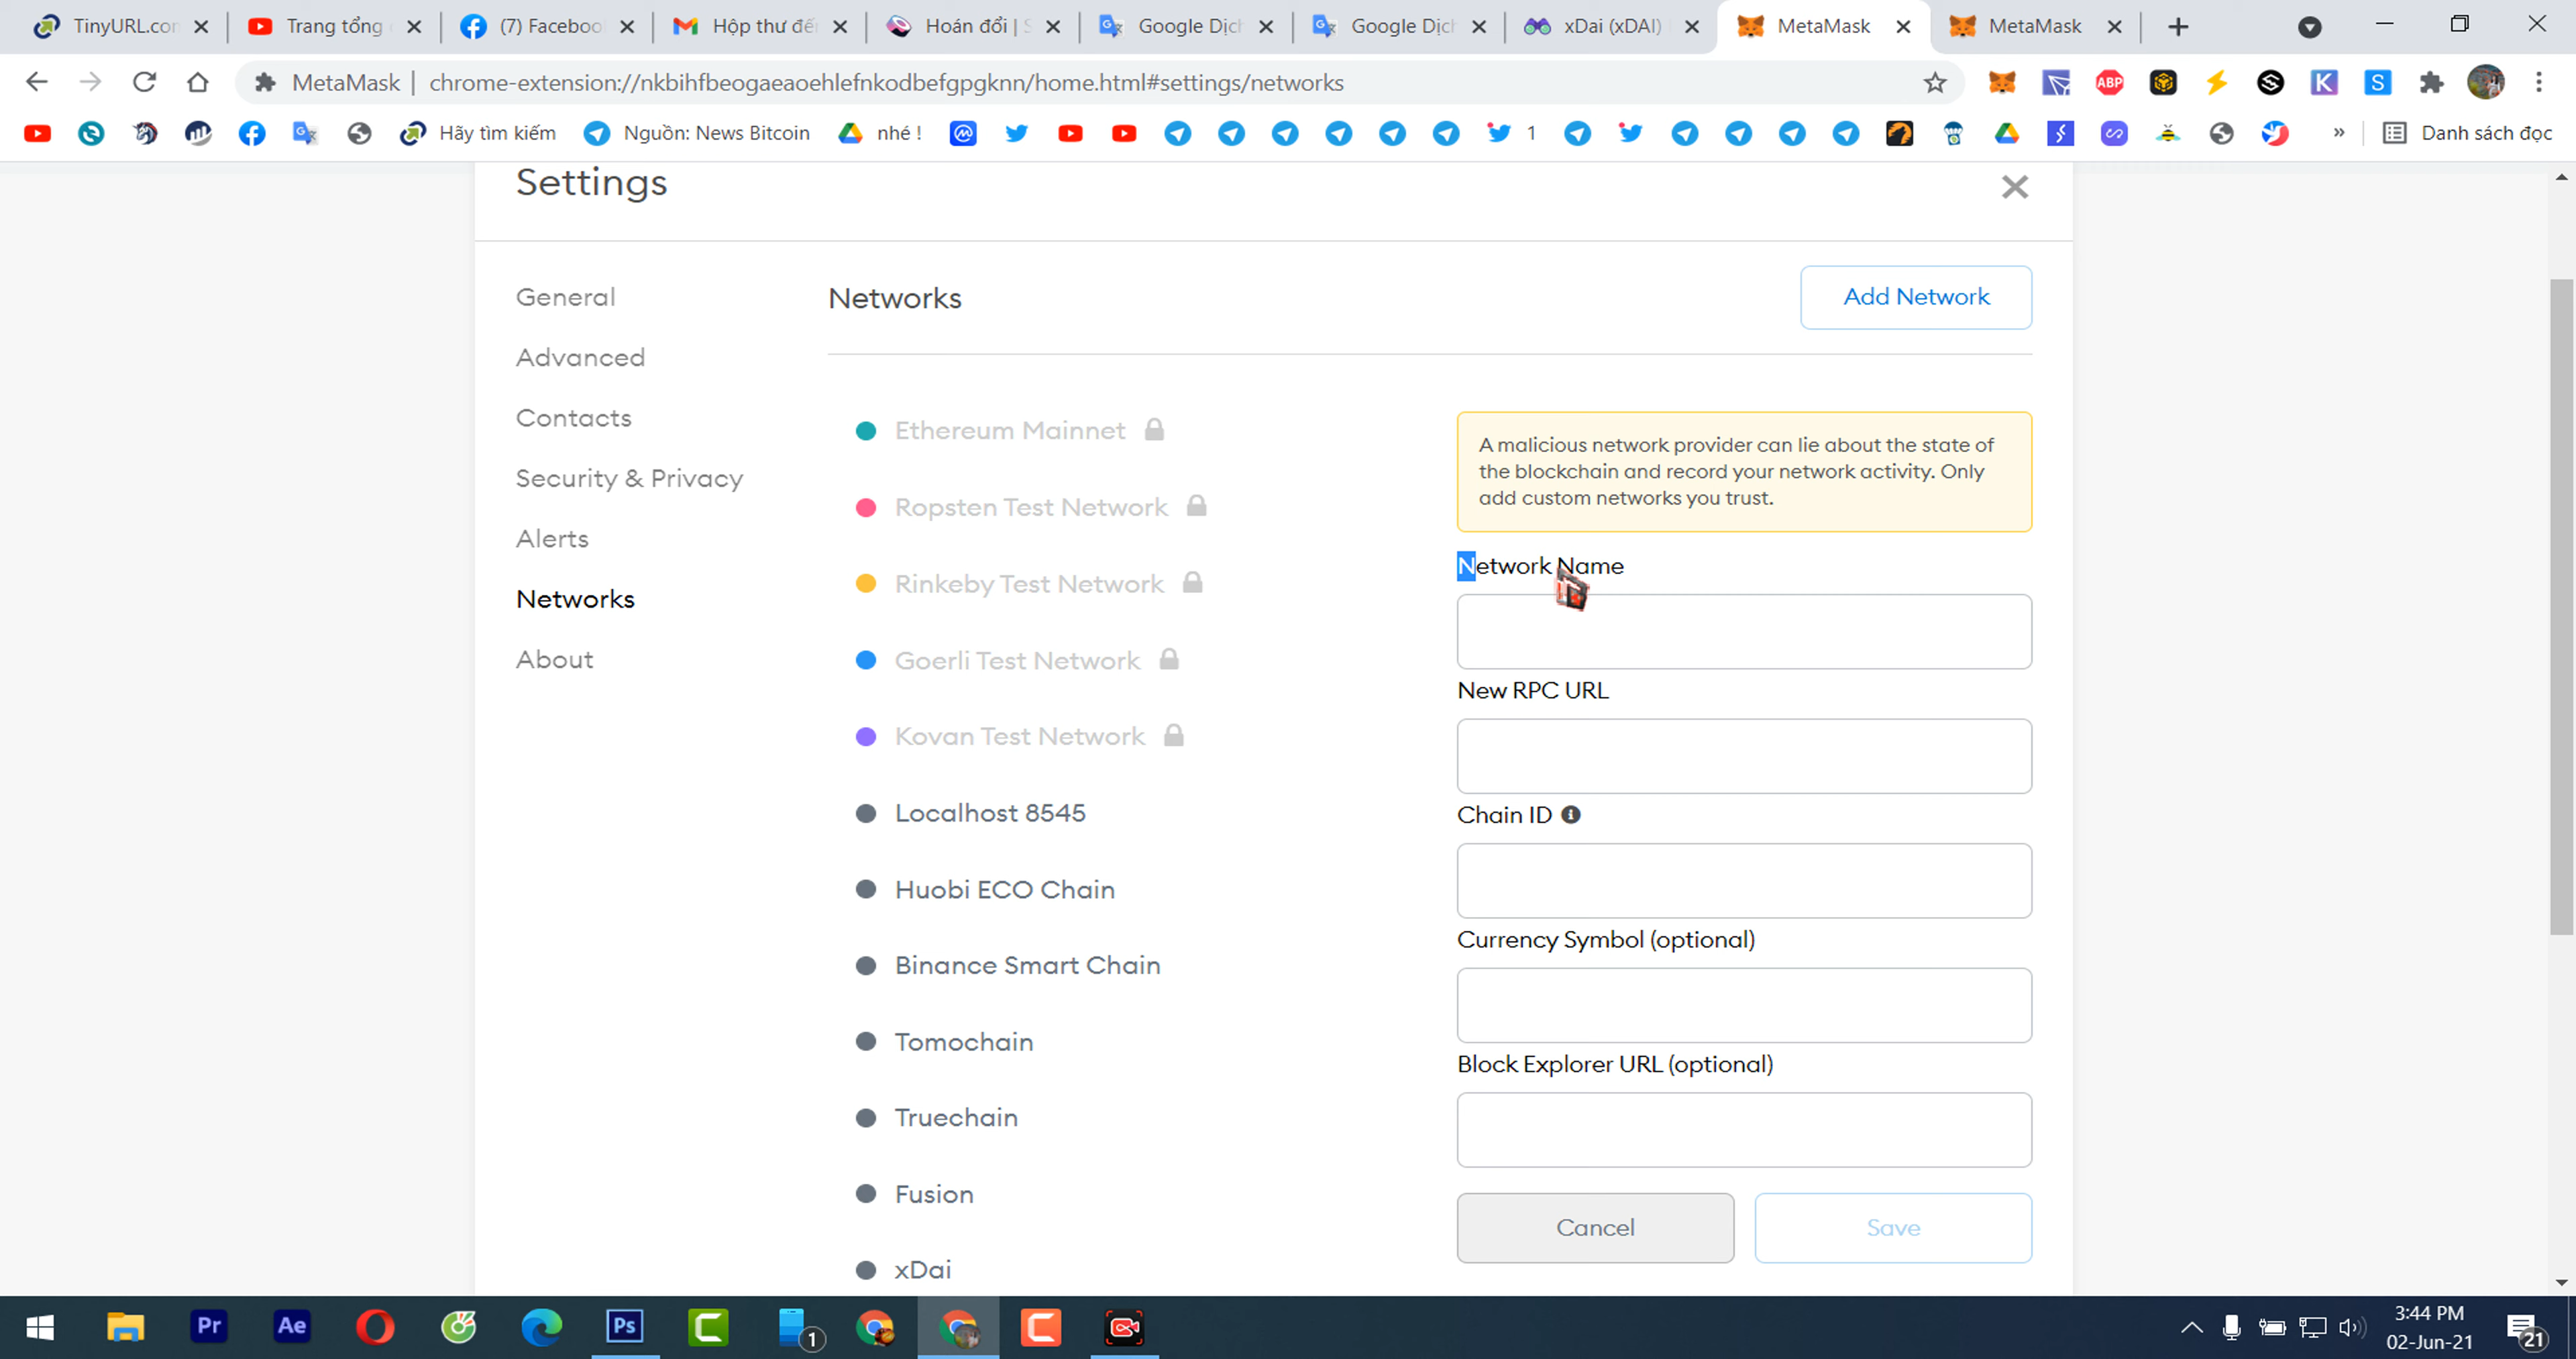 TinyURL.con
Trang tổng
(7) Faceboo
Hộp thư đế
Hoán đổi | S
Google Dịch
Google Dịch
xDai (xDAI)
MetaMask
MetaMask
MetaMask | chrome-extension://nkbihfbeogaeaoehlefnkodbefgpgknn/home.html#settings/networks
ABP
K
S
Hãy tìm kiếm
Nguồn: News Bitcoin
nhé !
1
»
Danh sách đọc
Settings
General
Advanced
Contacts
Security & Privacy
Alerts
Networks
About
Networks
Add Network
Ethereum Mainnet
Ropsten Test Network
Rinkeby Test Network
Goerli Test Network
Kovan Test Network
Localhost 8545
Huobi ECO Chain
Binance Smart Chain
Tomochain
Truechain
Fusion
xDai
A malicious network provider can lie about the state of
the blockchain and record your network activity. Only
add custom networks you trust.
Network Name
New RPC URL
Chain ID
Currency Symbol (optional)
Block Explorer URL (optional)
Cancel
Save
Pr
Ae
Ps
1
3:44 PM
02-Jun-21
21